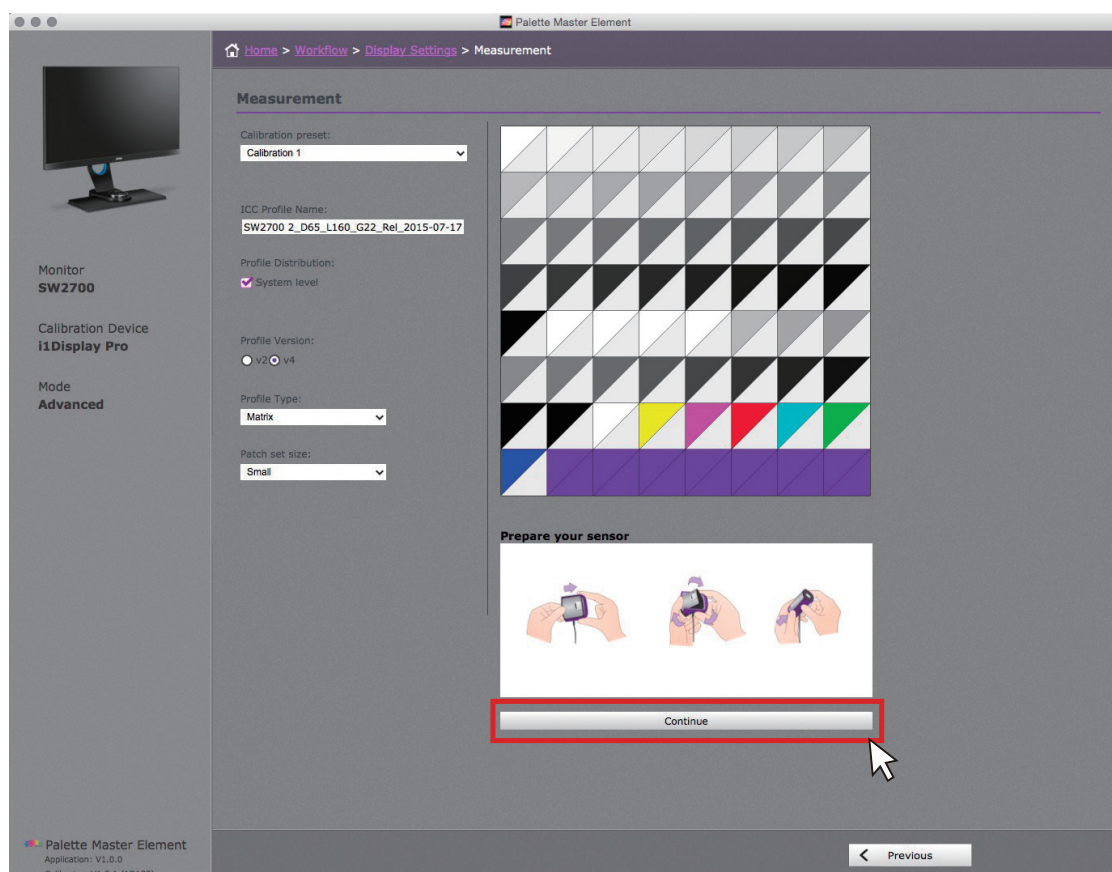 Palette Master Element
Home > Workflow > Display Settings > Measurement
Measurement
Calibration preset:
Calibration 1
ICC Profile Name:
SW2700 2_D65_L160_G22_Rel_2015-07-17
Profile Distribution:
System level
Profile Version:
v2 v4
Profile Type:
Matrix
Patch set size:
Small
Monitor
SW2700
Calibration Device
i1Display Pro
Mode
Advanced
Prepare your sensor
Continue
Palette Master Element
Application: V1.0.0
Previous